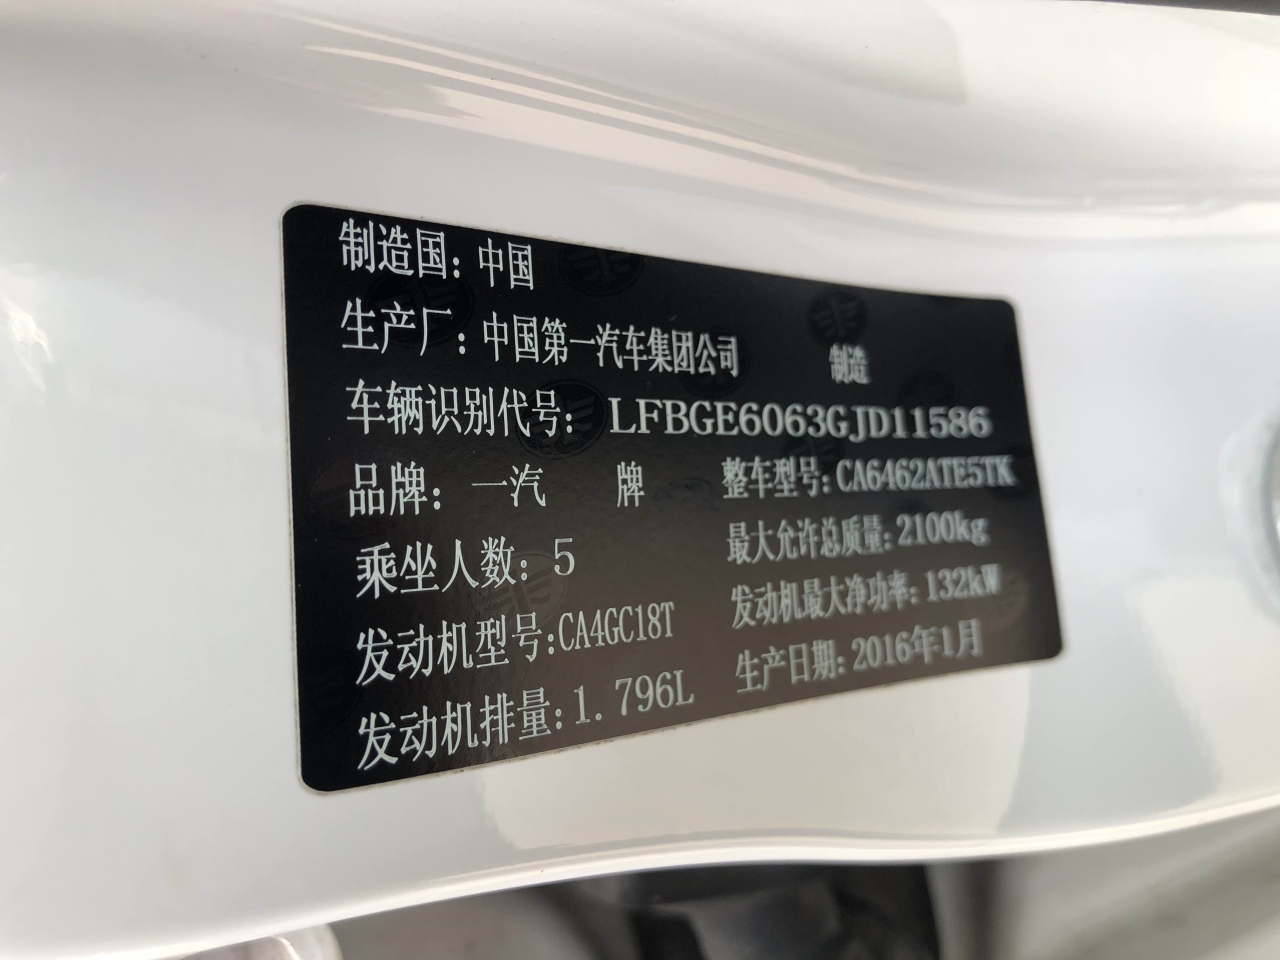 制造国：中国
生产厂：中国第一汽车集团公司 制造
车辆识别代号：LFBGE6063GJD11586
品牌：一汽 牌 整车型号：CA6462ATE5TK
乘坐人数：5 最大允许总质量：2100kg
发动机型号：CA4GC18T 发动机最大净功率：132kW
发动机排量：1.796L 生产日期：2016年1月